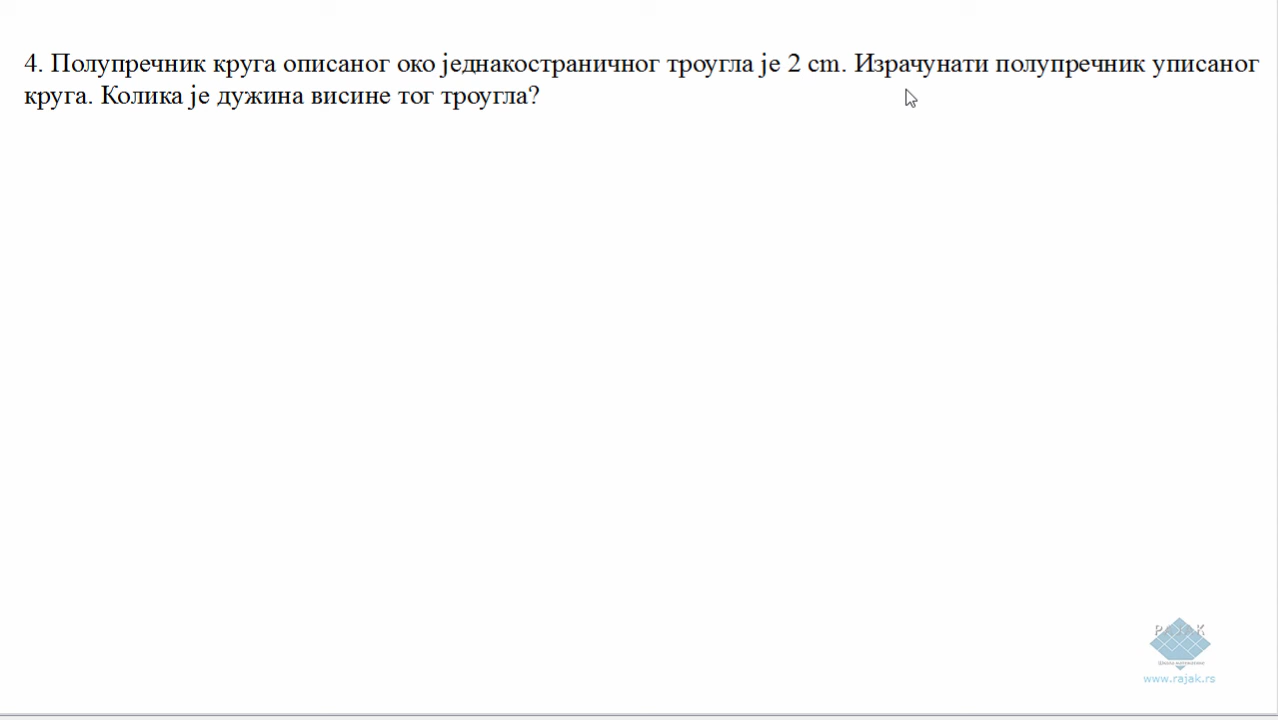 4. Полупречник круга описаног око једнакостраничног троугла је 2 cm. Израчунати полупречник уписаног
круга. Колика је дужина висине тог троугла?
РАЈАК
www.rajak.rs